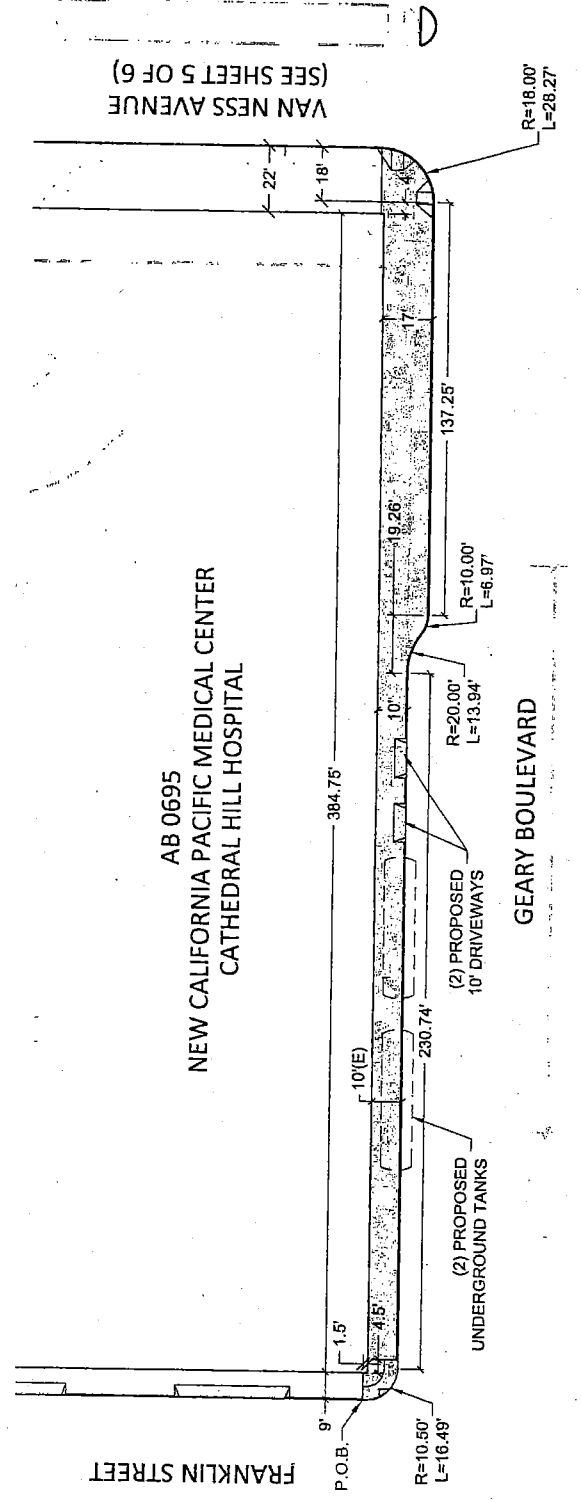 VAN NESS AVENUE
(SEE SHEET 5 OF 6)
22'
18'
4'
R=18.00'
L=28.27'
17'
137.25'
19.26'
R=10.00'
L=6.97'
AB 0695
NEW CALIFORNIA PACIFIC MEDICAL CENTER
CATHEDRAL HILL HOSPITAL
384.75'
10'
R=20.00'
L=13.94'
(2) PROPOSED
10' DRIVEWAYS
GEARY BOULEVARD
10'(E)
230.74'
(2) PROPOSED
UNDERGROUND TANKS
1.5'
4.5'
9'
P.O.B.
R=10.50'
L=16.49'
FRANKLIN STREET